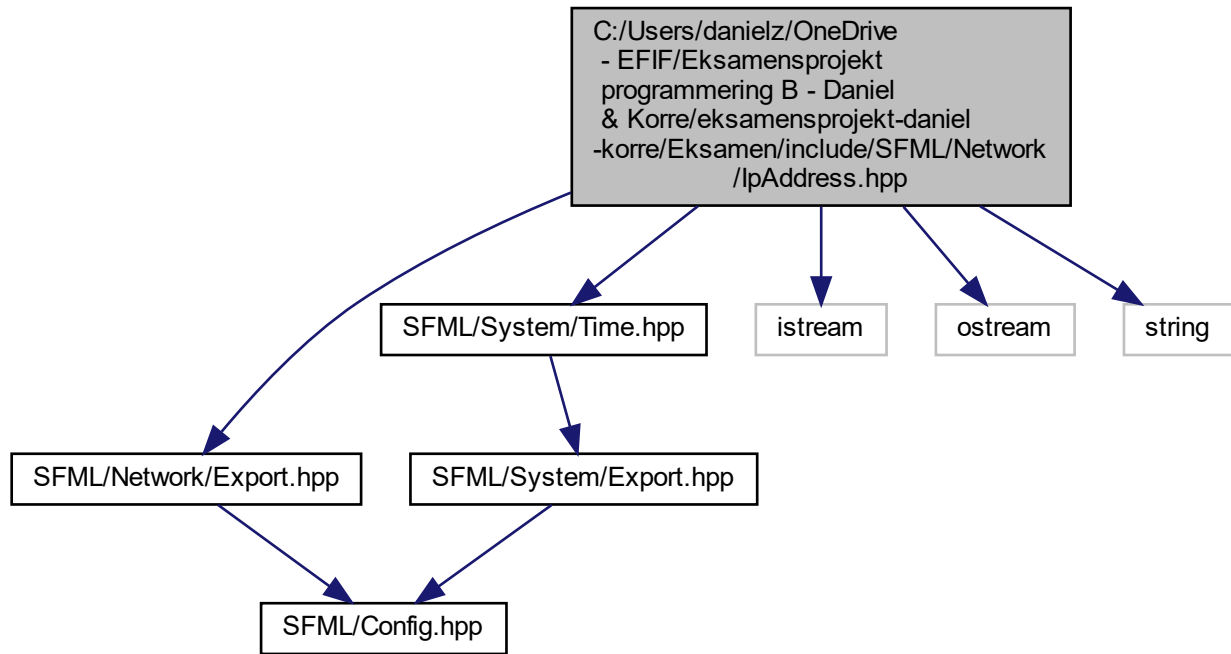 C:/Users/danielz/OneDrive
- EFIF/Eksamensprojekt
programmering B - Daniel
& Korre/eksamensprojekt-daniel
-korre/Eksamen/include/SFML/Network
/IpAddress.hpp
SFML/System/Time.hpp
istream
ostream
string
SFML/Network/Export.hpp
SFML/System/Export.hpp
SFML/Config.hpp